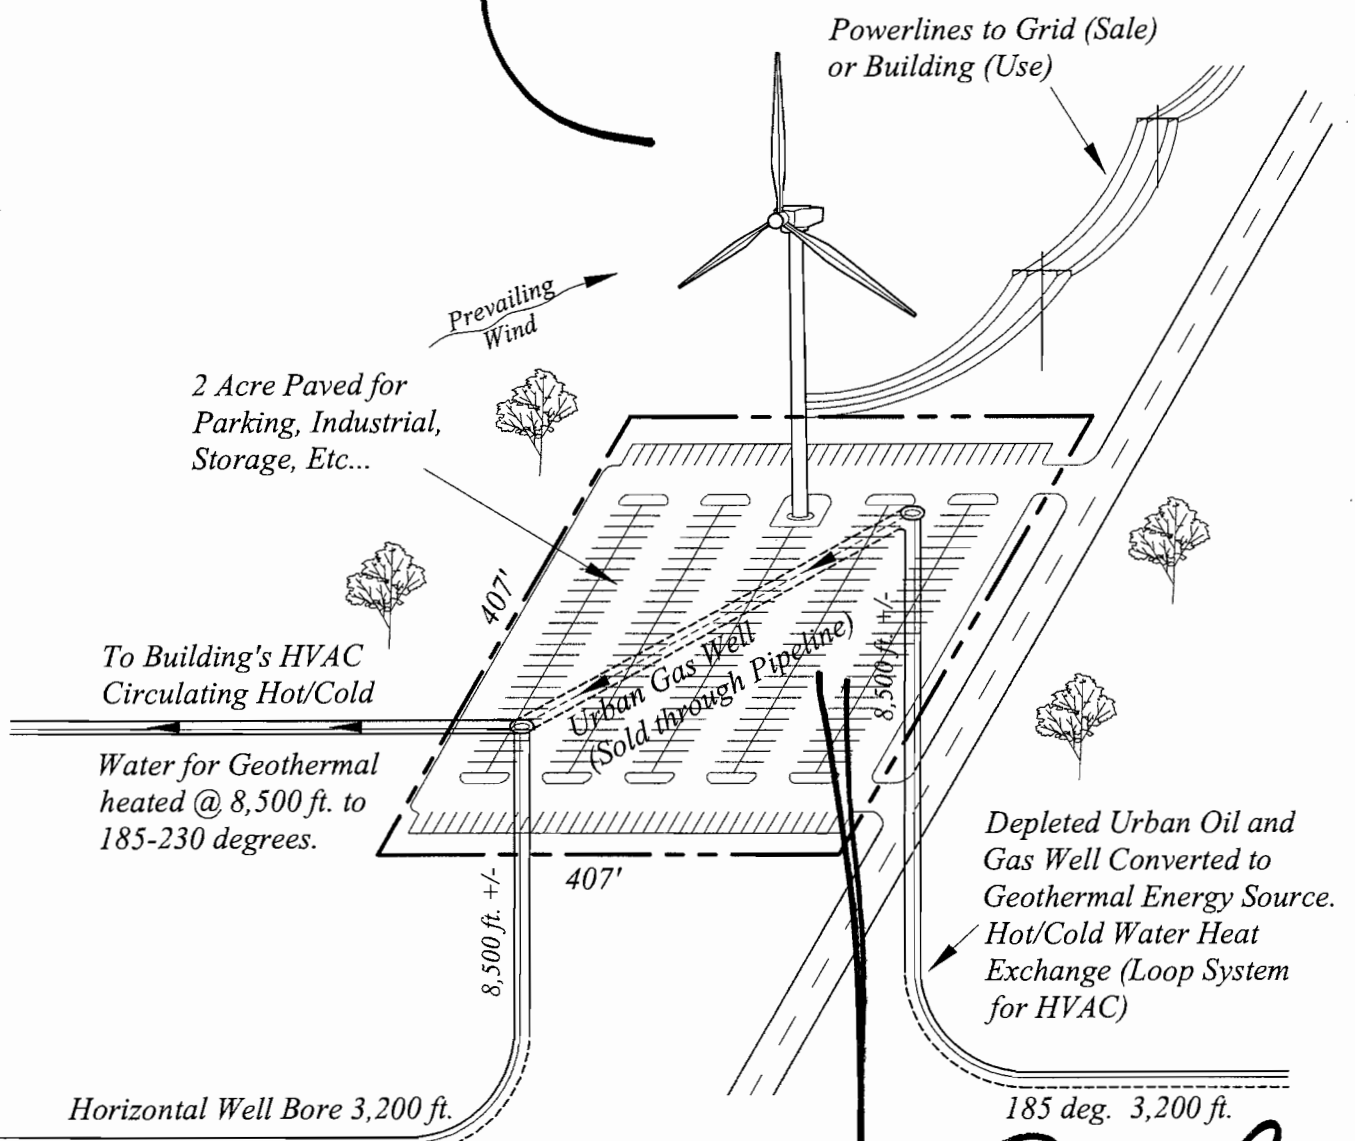 Powerlines to Grid (Sale)
or Building (Use)
Prevailing
Wind
2 Acre Paved for
Parking, Industrial,
Storage, Etc...
407'
To Building's HVAC
Circulating Hot/Cold
Water for Geothermal
heated @ 8,500 ft. to
185-230 degrees.
Urban Gas Well
(Sold through Pipeline)
8,500 ft. +/-
407'
8,500 ft. +/-
Depleted Urban Oil and
Gas Well Converted to
Geothermal Energy Source.
Hot/Cold Water Heat
Exchange (Loop System
for HVAC)
Horizontal Well Bore 3,200 ft.
185 deg. 3,200 ft.